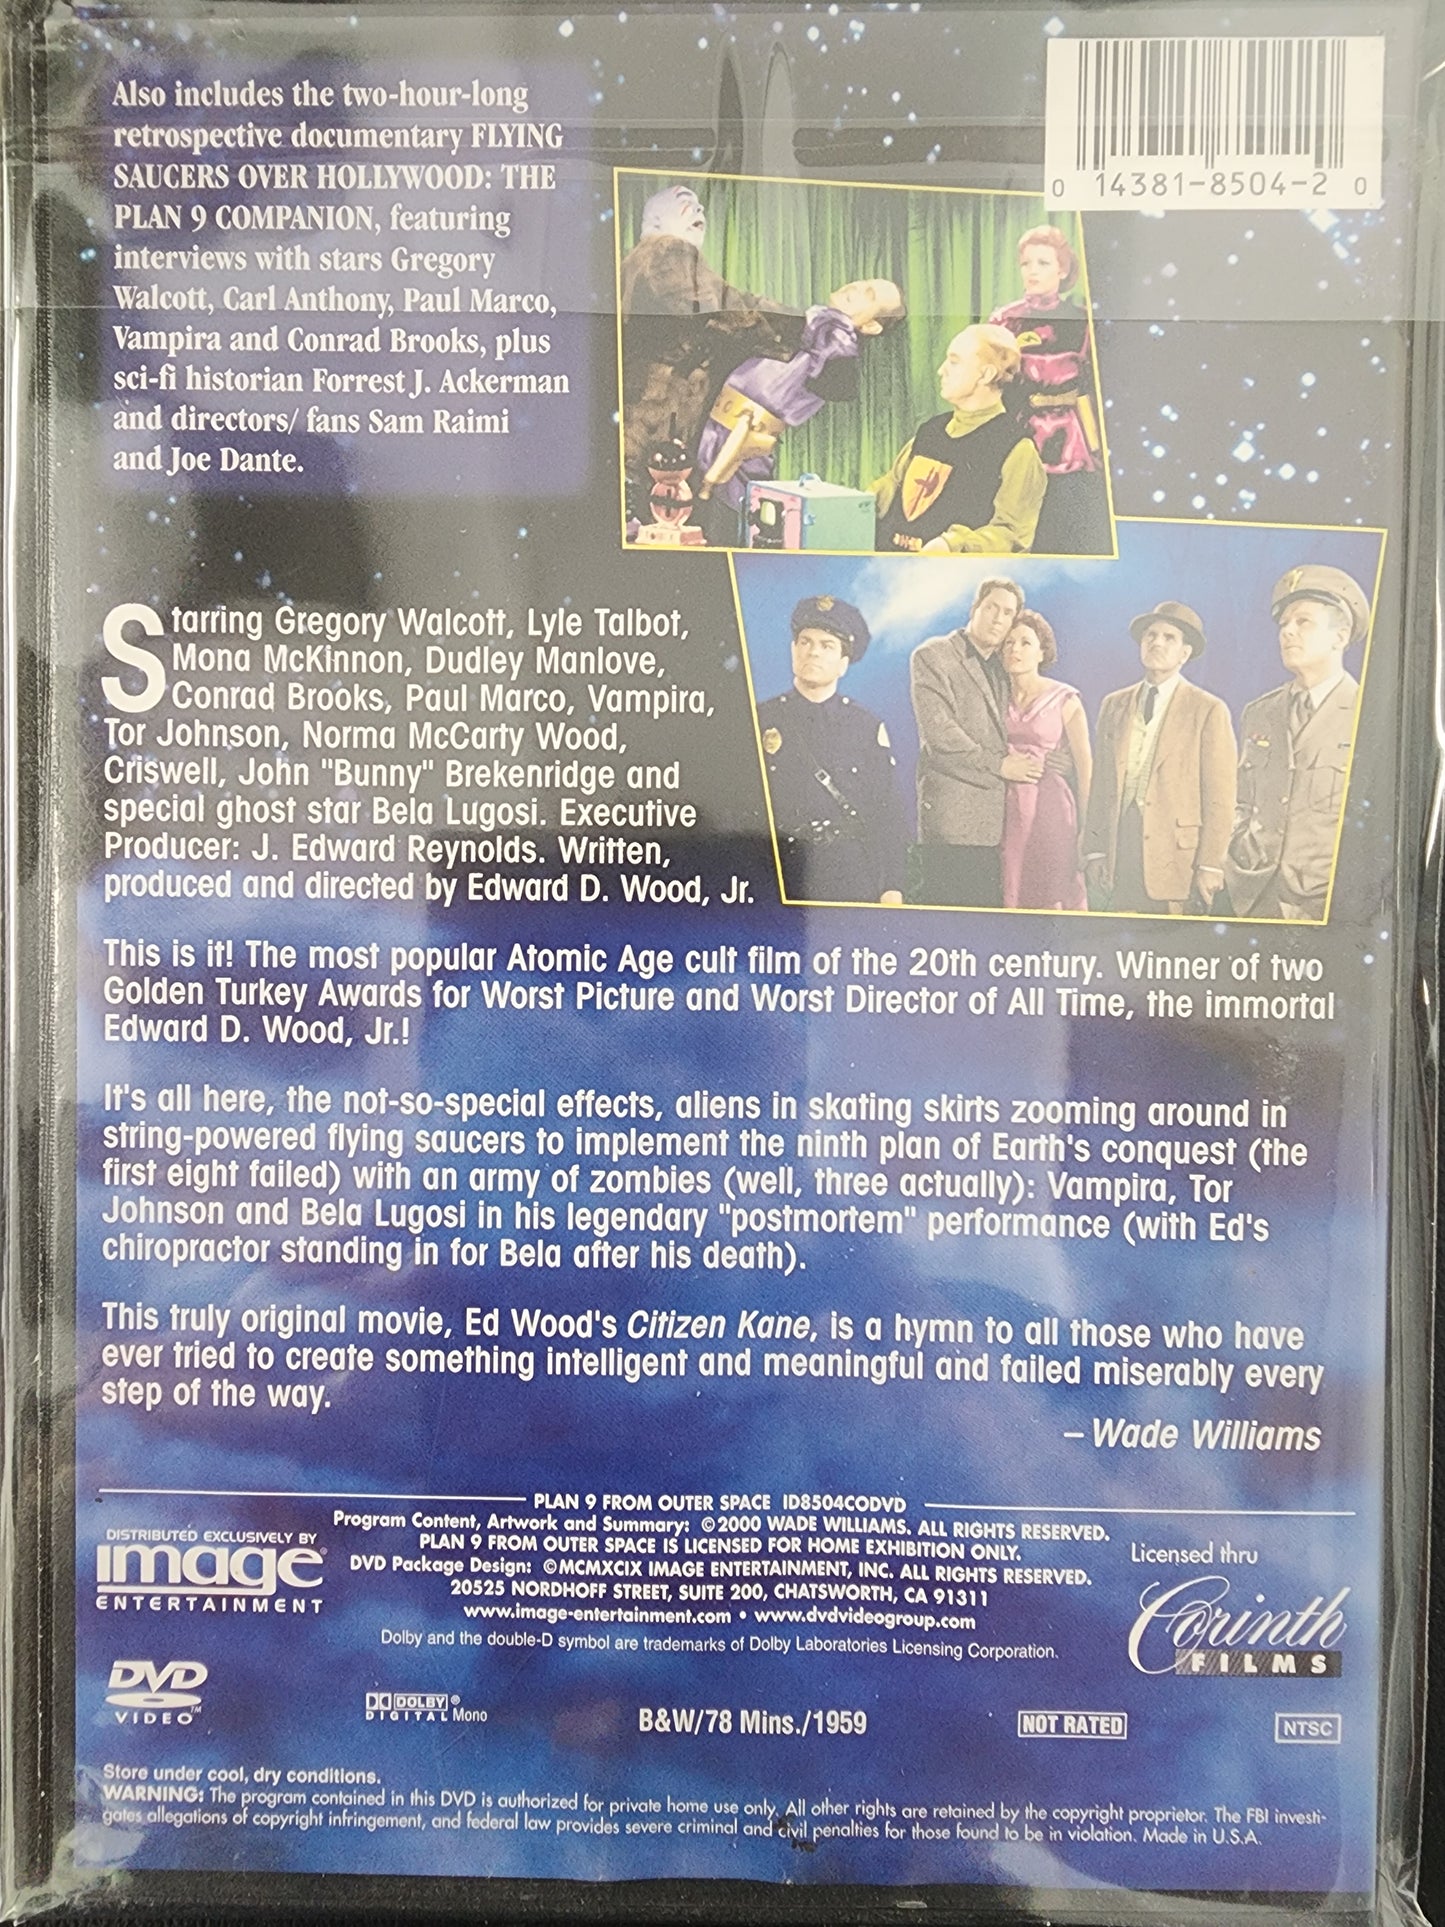 Also includes the two-hour-long
retrospective documentary FLYING
SAUCERS OVER HOLLYWOOD: THE
PLAN 9 COMPANION, featuring
interviews with stars Gregory
Walcott, Carl Anthony, Paul Marco,
Vampira and Conrad Brooks, plus
sci-fi historian Forrest J. Ackerman
and directors/ fans Sam Raimi
and Joe Dante.
0 14381-8504-2 0
Starring Gregory Walcott, Lyle Talbot,
Mona McKinnon, Dudley Manlove,
Conrad Brooks, Paul Marco, Vampira,
Tor Johnson, Norma McCarty Wood,
Criswell, John "Bunny" Brekenridge and
special ghost star Bela Lugosi. Executive
Producer: J. Edward Reynolds. Written,
produced and directed by Edward D. Wood, Jr.
This is it! The most popular Atomic Age cult film of the 20th century. Winner of two
Golden Turkey Awards for Worst Picture and Worst Director of All Time, the immortal
Edward D. Wood, Jr.!
It's all here, the not-so-special effects, aliens in skating skirts zooming around in
string-powered flying saucers to implement the ninth plan of Earth's conquest (the
first eight failed) with an army of zombies (well, three actually): Vampira, Tor
Johnson and Bela Lugosi in his legendary "postmortem" performance (with Ed's
chiropractor standing in for Bela after his death).
This truly original movie, Ed Wood's Citizen Kane, is a hymn to all those who have
ever tried to create something intelligent and meaningful and failed miserably every
step of the way.
– Wade Williams
PLAN 9 FROM OUTER SPACE ID8504CODVD
Program Content, Artwork and Summary: ©2000 WADE WILLIAMS. ALL RIGHTS RESERVED.
PLAN 9 FROM OUTER SPACE IS LICENSED FOR HOME EXHIBITION ONLY.
DVD Package Design: ©MCMXCIX IMAGE ENTERTAINMENT, INC. ALL RIGHTS RESERVED.
20525 NORDHOFF STREET, SUITE 200, CHATSWORTH, CA 91311
www.image-entertainment.com • www.dvdvideogroup.com
Dolby and the double-D symbol are trademarks of Dolby Laboratories Licensing Corporation.
DISTRIBUTED EXCLUSIVELY BY
image®
ENTERTAINMENT
Licensed thru
Corinth
FILMS
DVD
VIDEO™
DOLBY®
DIGITAL Mono
B&W/78 Mins./1959
NOT RATED
NTSC
Store under cool, dry conditions.
WARNING: The program contained in this DVD is authorized for private home use only. All other rights are retained by the copyright proprietor. The FBI investi-
gates allegations of copyright infringement, and federal law provides severe criminal and civil penalties for those found to be in violation. Made in U.S.A.